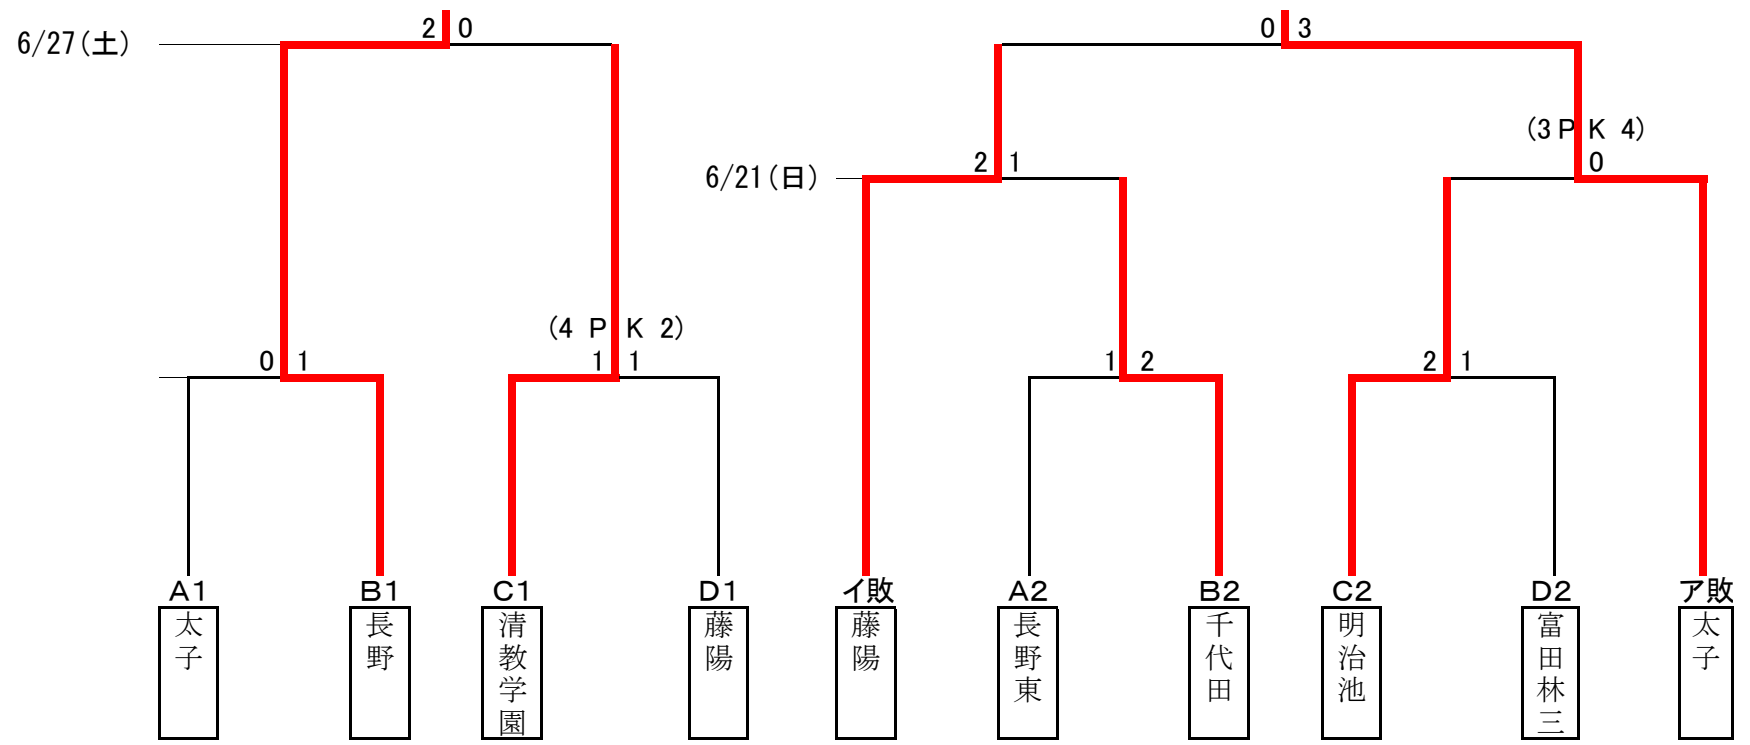 2 0 0 3
6/27(土)
(3 P K 4)
2 1 0
6/21(日)
(4 P K 2)
0 1 1 1 1 2 2 1
A1 B1 C1 D1 イ敗 A2 B2 C2 D2 ア敗
太子
長野
清教学園
藤陽
藤陽
長野東
千代田
明治池
富田林三
太子